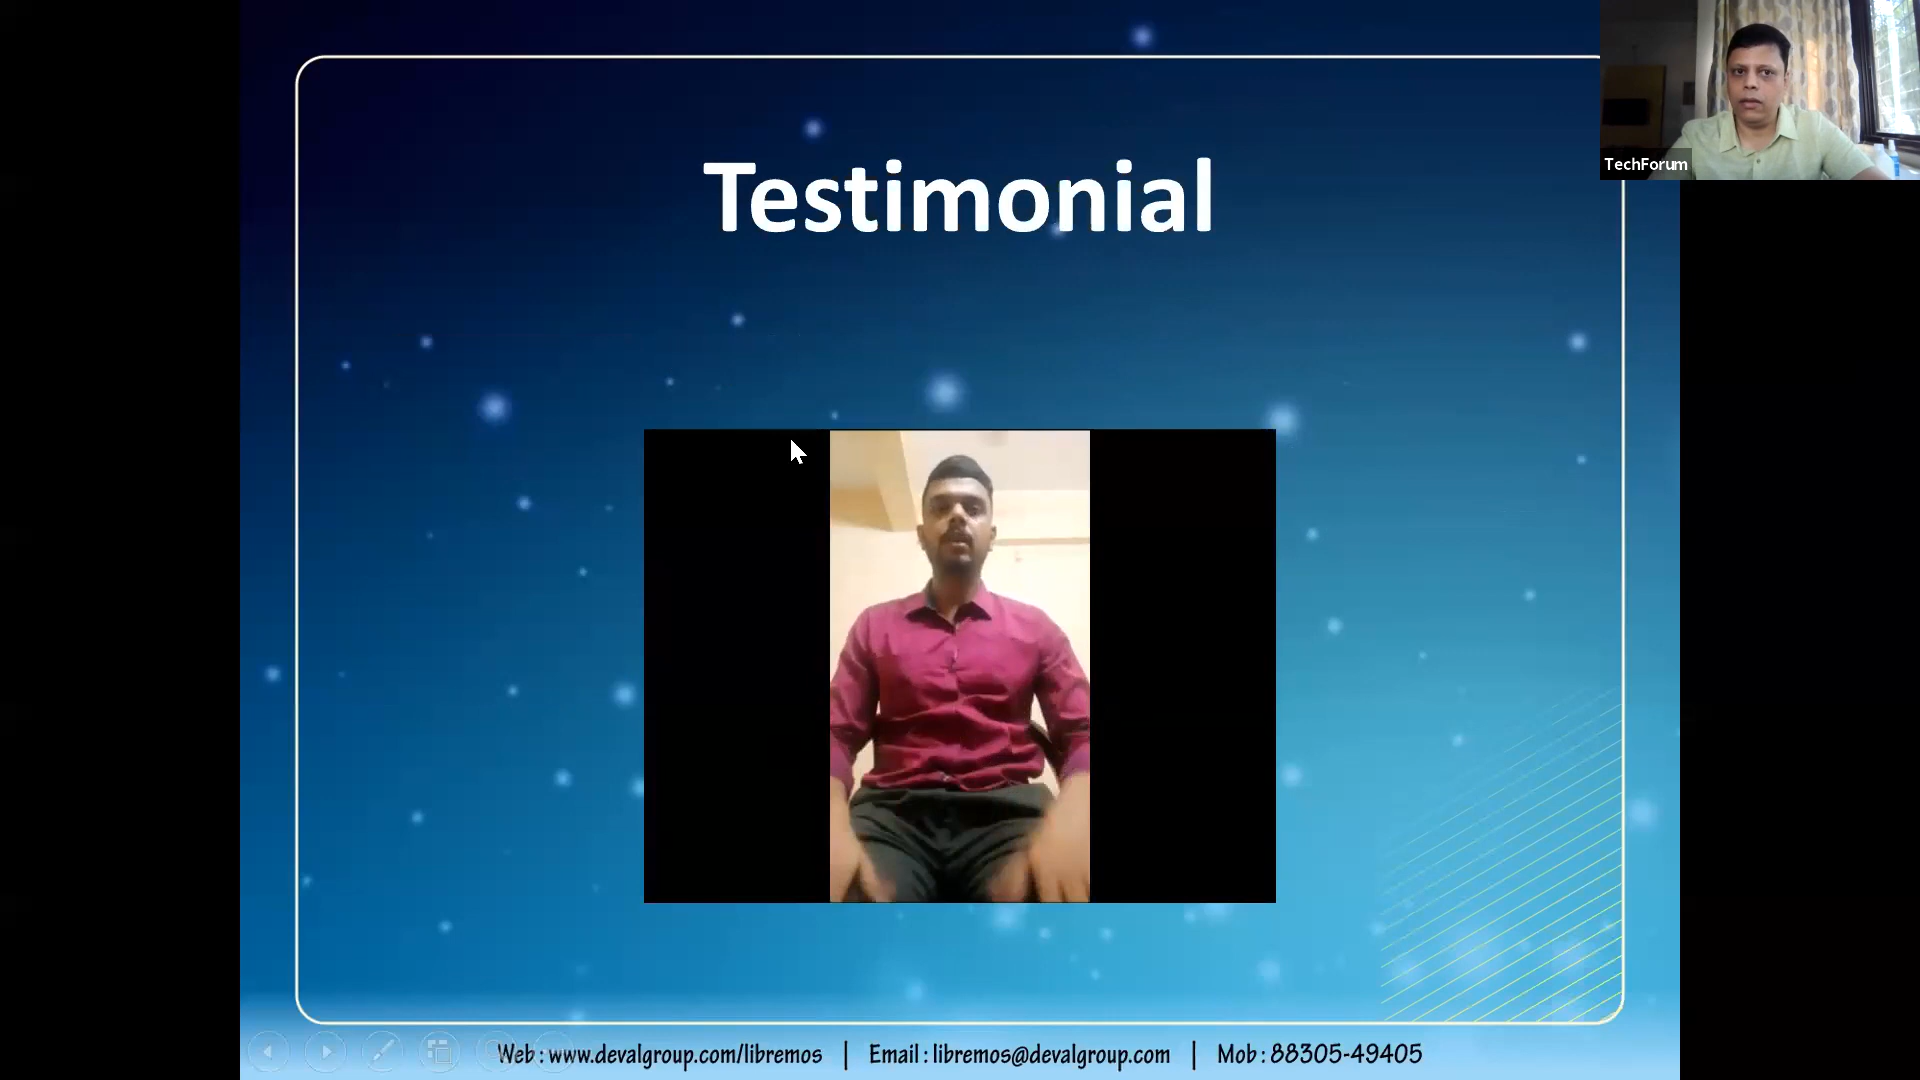 Testimonial
TechForum
Web : www.devalgroup.com/libremos | Email : libremos@devalgroup.com | Mob : 88305-49405